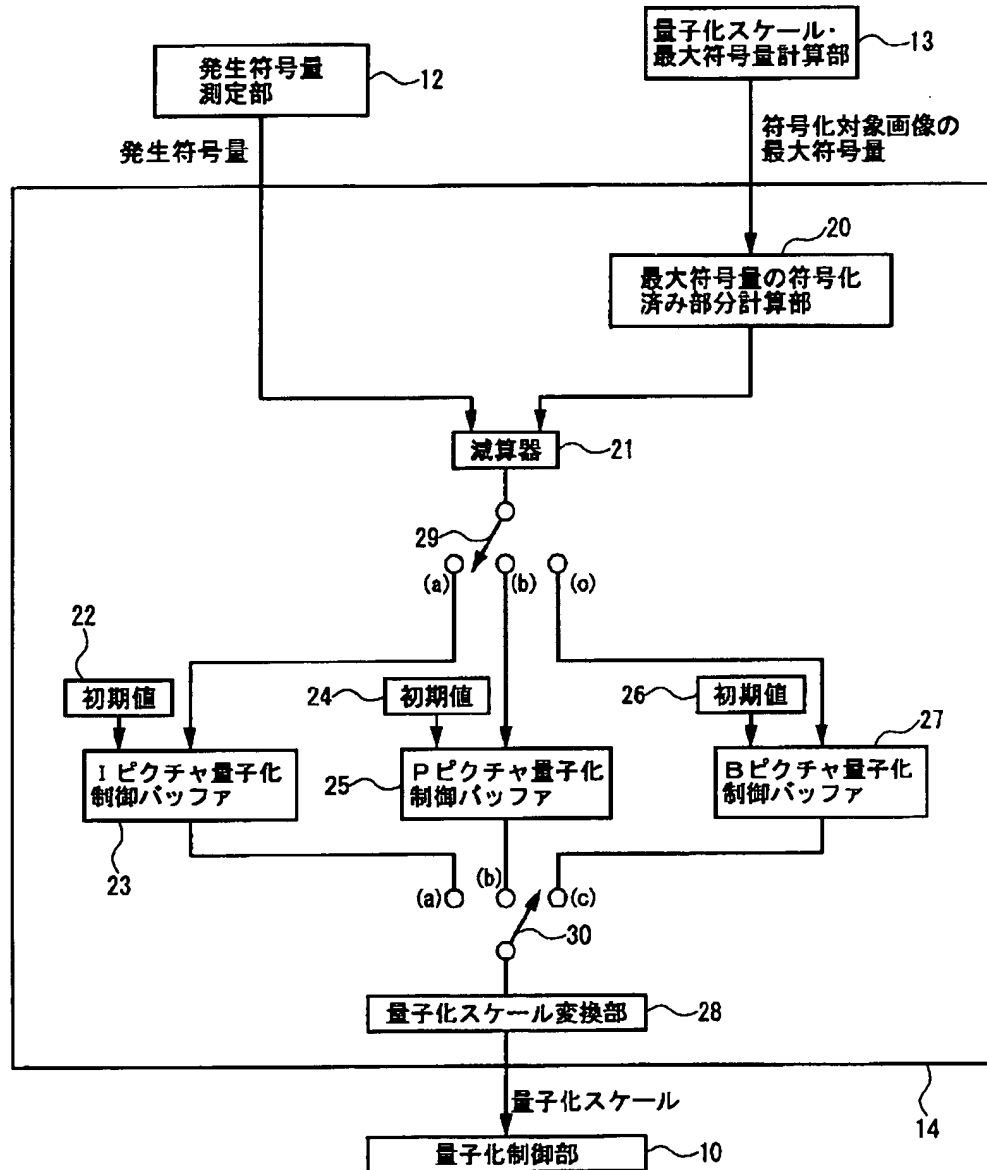 量子化スケール・
最大符号量計算部
13
発生符号量
測定部
12
発生符号量
符号化対象画像の
最大符号量
20
最大符号量の符号化
済み部分計算部
減算器
21
29
(a)
(b)
(o)
22
初期値
24
初期値
26
初期値
27
Iピクチャ量子化
制御バッファ
23
25
Pピクチャ量子化
制御バッファ
Bピクチャ量子化
制御バッファ
(a)
(b)
(c)
30
量子化スケール変換部
28
量子化スケール
14
量子化制御部
10